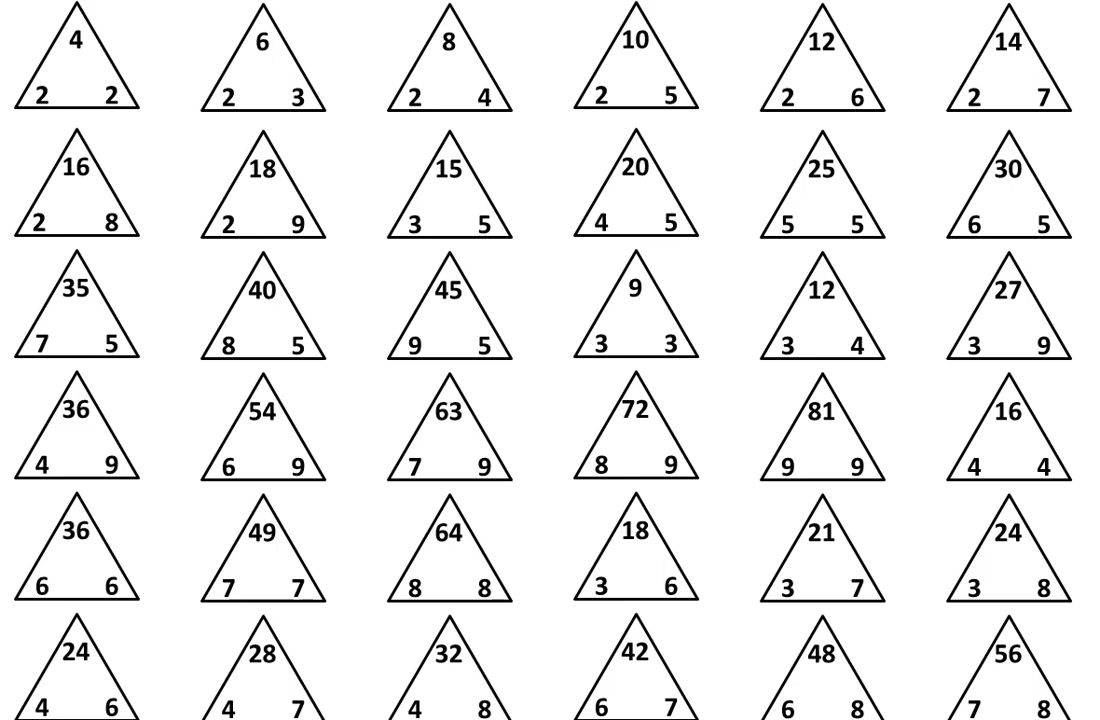 4 6 8 10 12 14
2 2 2 3 2 4 2 5 2 6 2 7
16 18 15 20 25 30
2 8 2 9 3 5 4 5 5 5 6 5
35 40 45 9 12 27
7 5 8 5 9 5 3 3 3 4 3 9
36 54 63 72 81 16
4 9 6 9 7 9 8 9 9 9 4 4
36 49 64 18 21 24
6 6 7 7 8 8 3 6 3 7 3 8
24 28 32 42 48 56
4 6 4 7 4 8 6 7 6 8 7 8